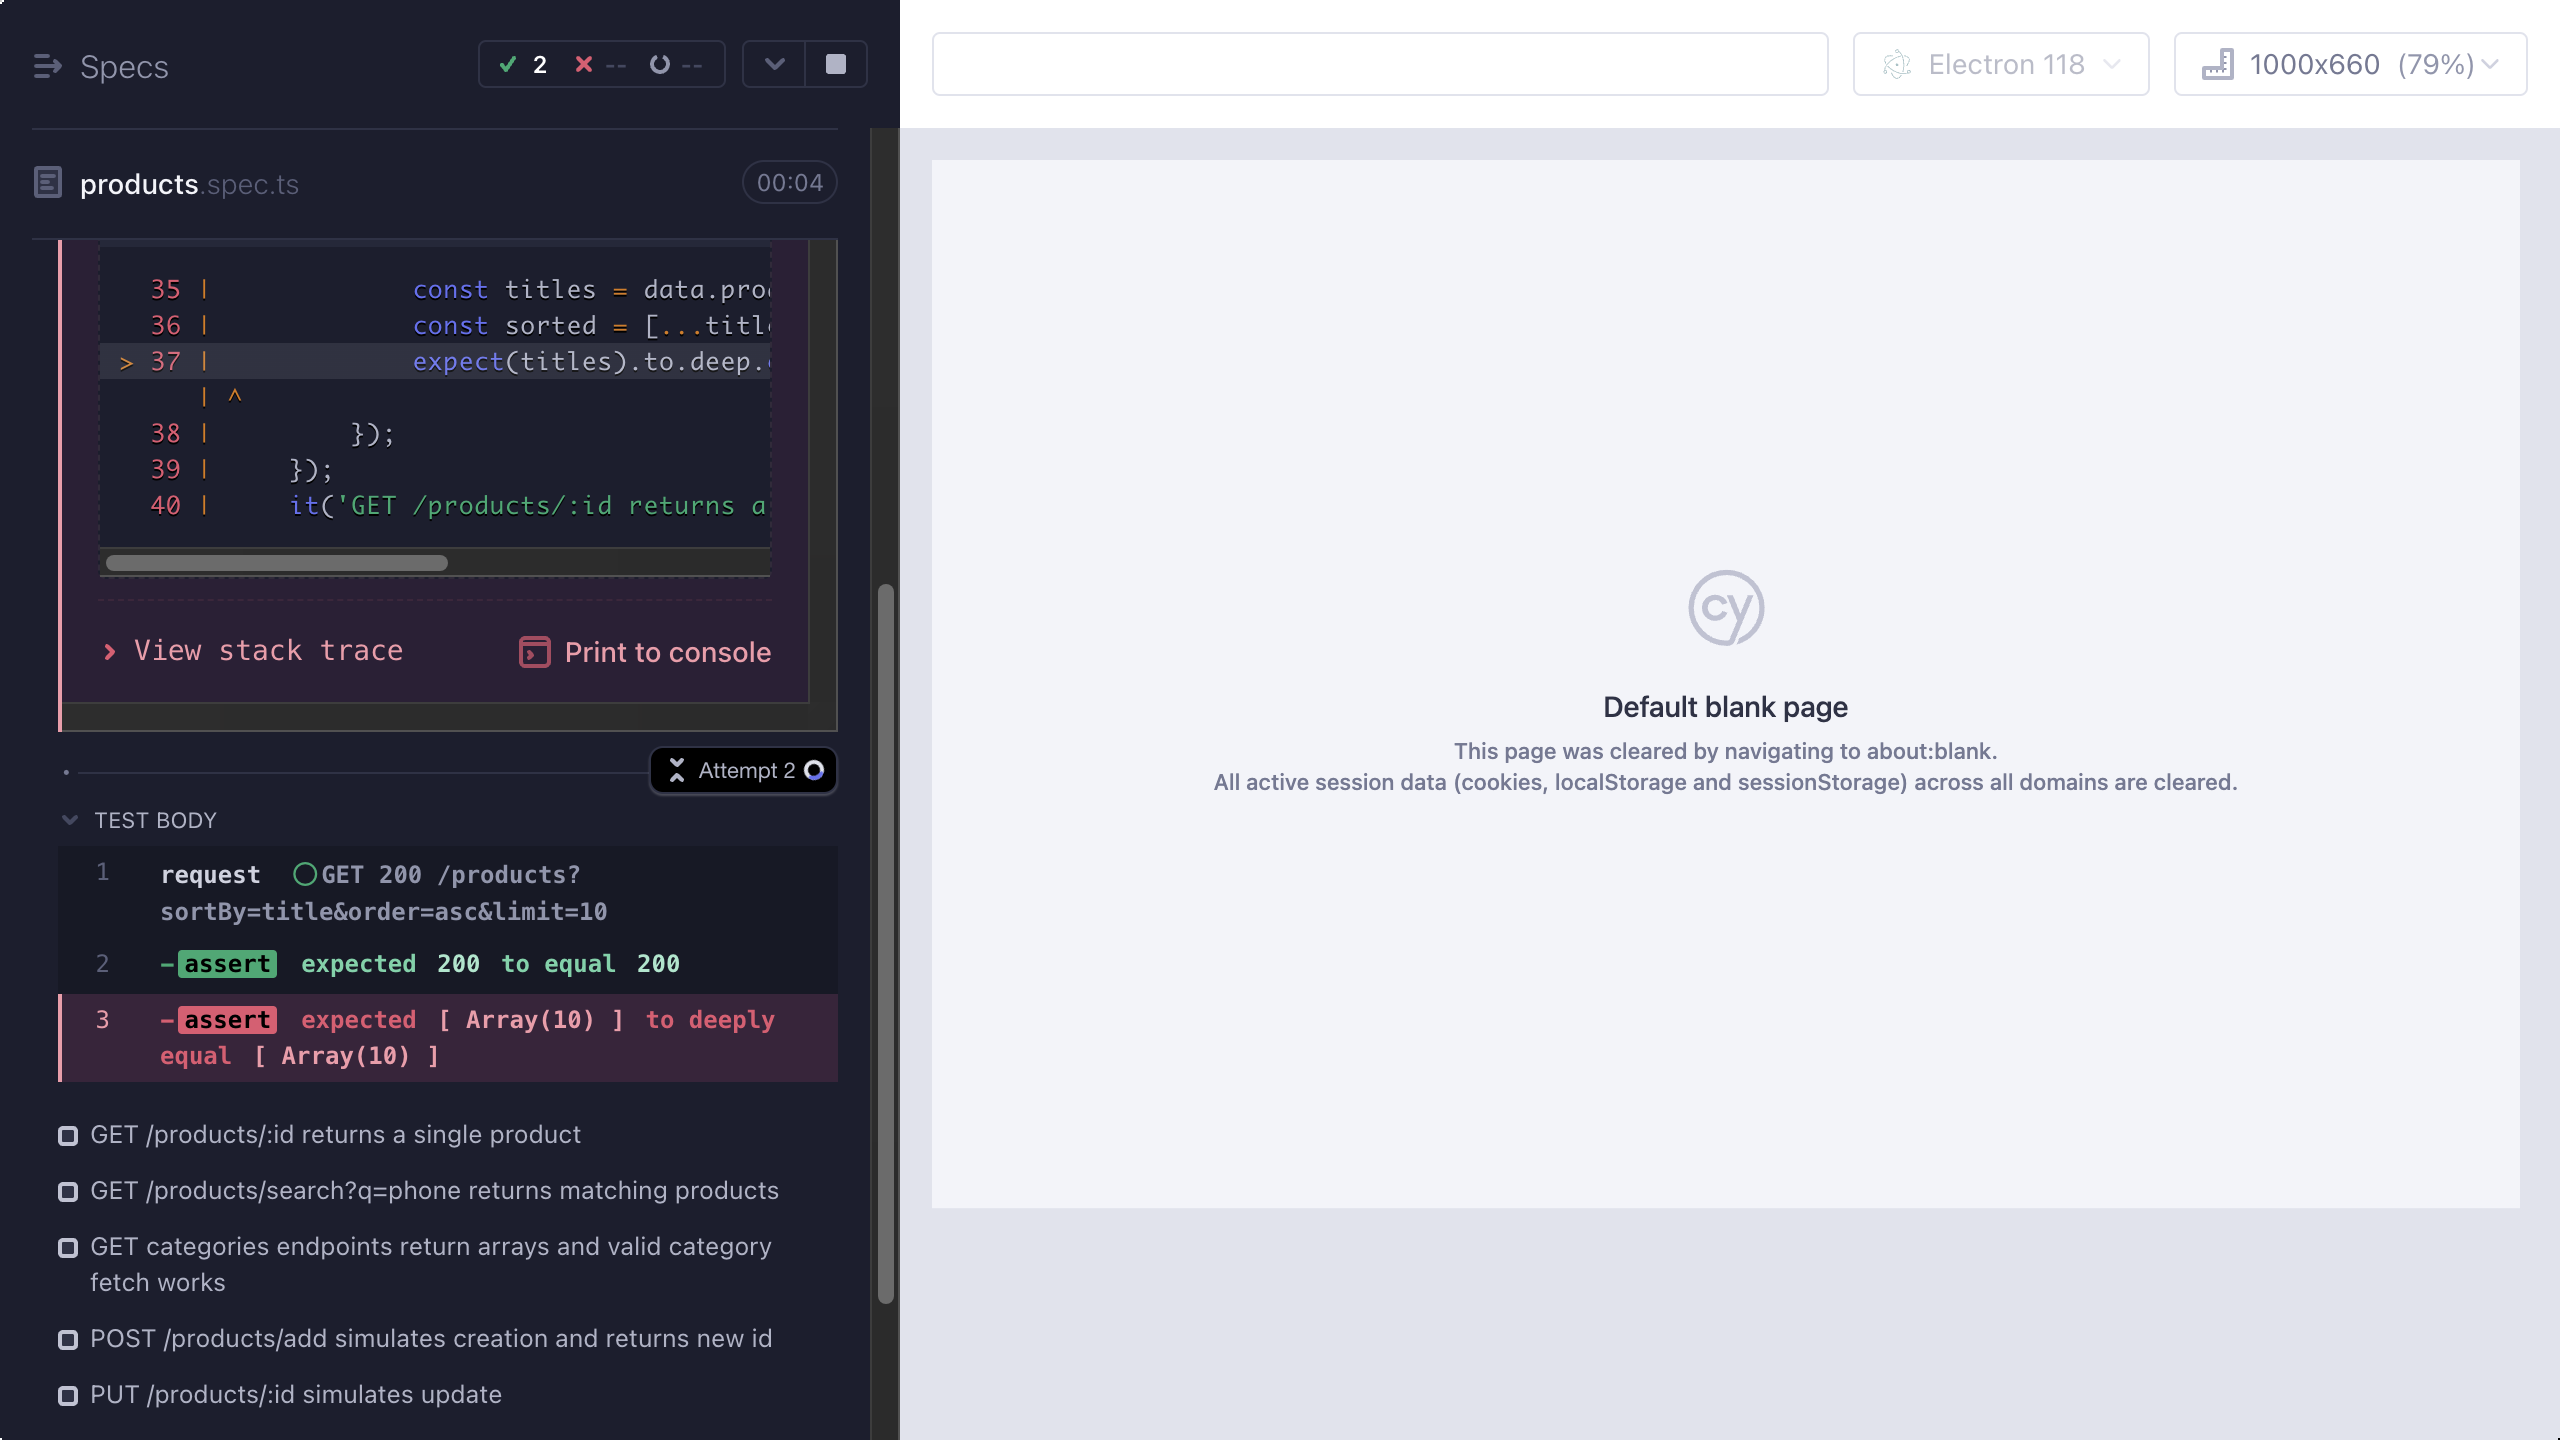 Specs
2 -- --
products.spec.ts 00:04
35 | const titles = data.prod
36 | const sorted = [...title
> 37 | expect(titles).to.deep.
| ^
38 | });
39 | });
40 | it('GET /products/:id returns a
View stack trace Print to console
Attempt 2
TEST BODY
1 request GET 200 /products?
sortBy=title&order=asc&limit=10
2 -assert expected 200 to equal 200
3 -assert expected [ Array(10) ] to deeply
equal [ Array(10) ]
GET /products/:id returns a single product
GET /products/search?q=phone returns matching products
GET categories endpoints return arrays and valid category
fetch works
POST /products/add simulates creation and returns new id
PUT /products/:id simulates update
Electron 118
1000x660 (79%)
cy
Default blank page
This page was cleared by navigating to about:blank.
All active session data (cookies, localStorage and sessionStorage) across all domains are cleared.